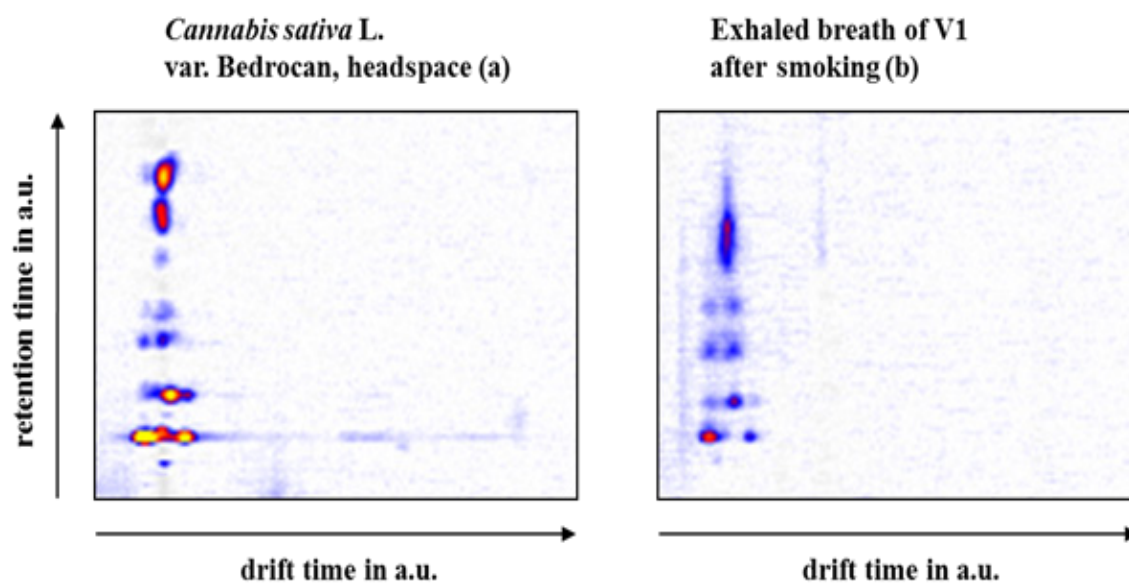 Cannabis sativa L.
var. Bedrocan, headspace (a)
Exhaled breath of V1
after smoking (b)
retention time in a.u.
drift time in a.u.
drift time in a.u.